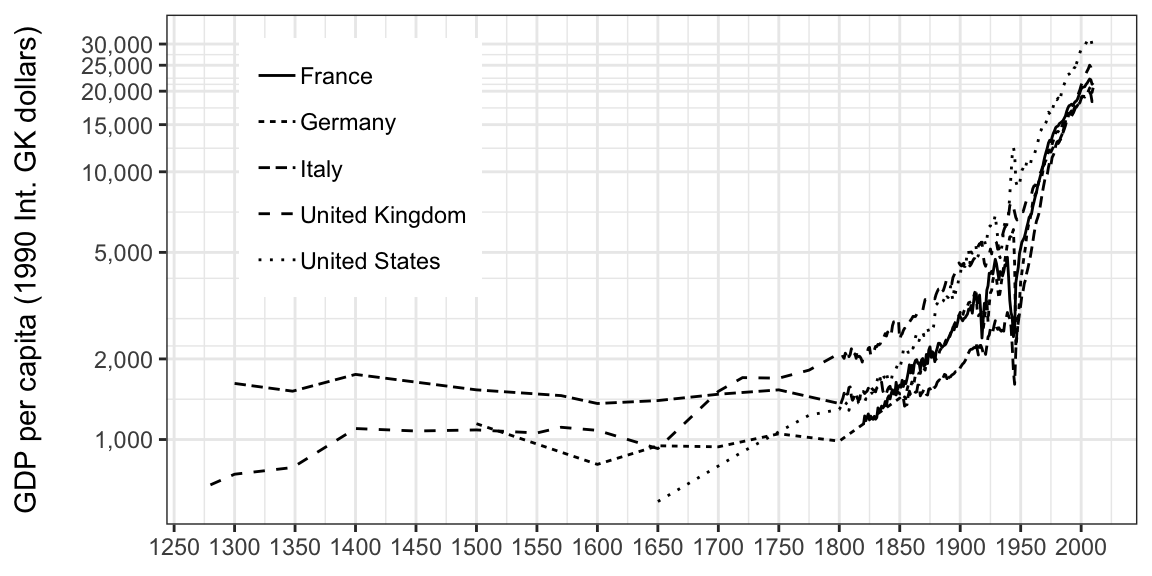 GDP per capita (1990 Int. GK dollars)
30,000
25,000
20,000
15,000
10,000
5,000
2,000
1,000
France
Germany
Italy
United Kingdom
United States
1250 1300 1350 1400 1450 1500 1550 1600 1650 1700 1750 1800 1850 1900 1950 2000